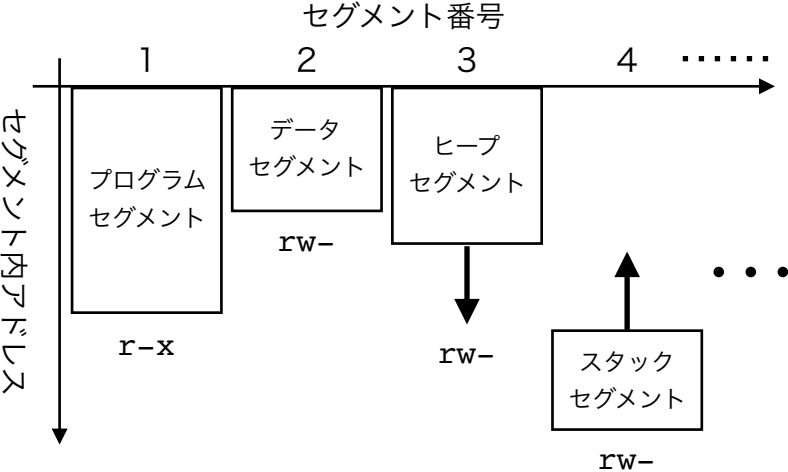 セグメント番号
1 2 3 4 ……
セグメント内アドレス
プログラム
セグメント
r-x
データ
セグメント
rw-
ヒープ
セグメント
rw-
スタック
セグメント
rw-
• • •